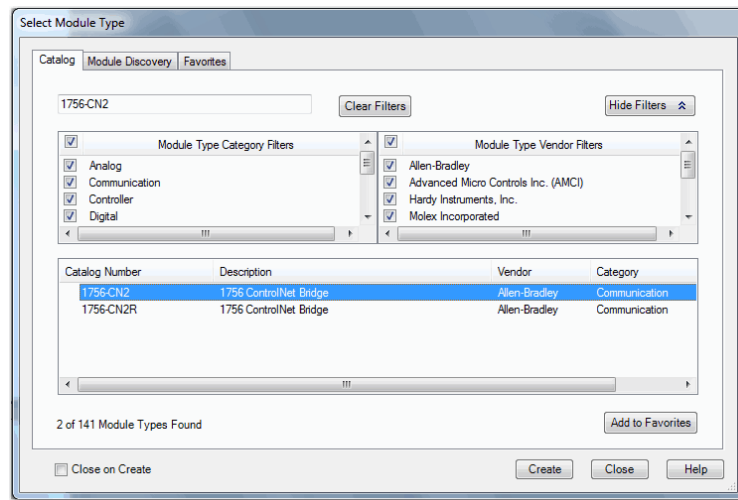 Select Module Type
Catalog Module Discovery Favorites
1756-CN2 Clear Filters Hide Filters
Module Type Category Filters Module Type Vendor Filters
Analog Allen-Bradley
Communication Advanced Micro Controls Inc. (AMCI)
Controller Hardy Instruments, Inc.
Digital Molex Incorporated
Catalog Number Description Vendor Category
1756-CN2 1756 ControlNet Bridge Allen-Bradley Communication
1756-CN2R 1756 ControlNet Bridge Allen-Bradley Communication
2 of 141 Module Types Found Add to Favorites
Close on Create Create Close Help